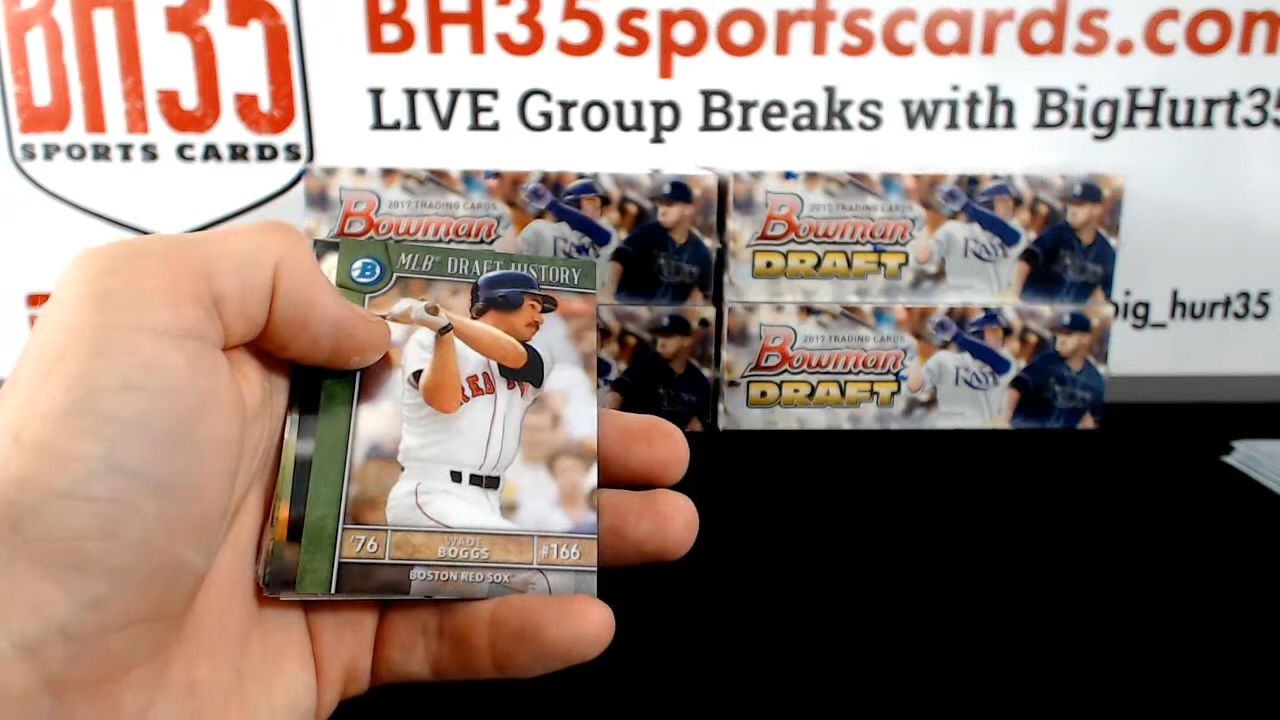 BH35
SPORTS CARDS
BH35sportscards.com
LIVE Group Breaks with BigHurt35
big_hurt35
2017 TRADING CARDS
Bowman
2017 TRADING CARDS
Bowman
DRAFT
2017 TRADING CARDS
Bowman
DRAFT
B
MLB DRAFT HISTORY
RED
'76
WADE
BOGGS
#166
BOSTON RED SOX